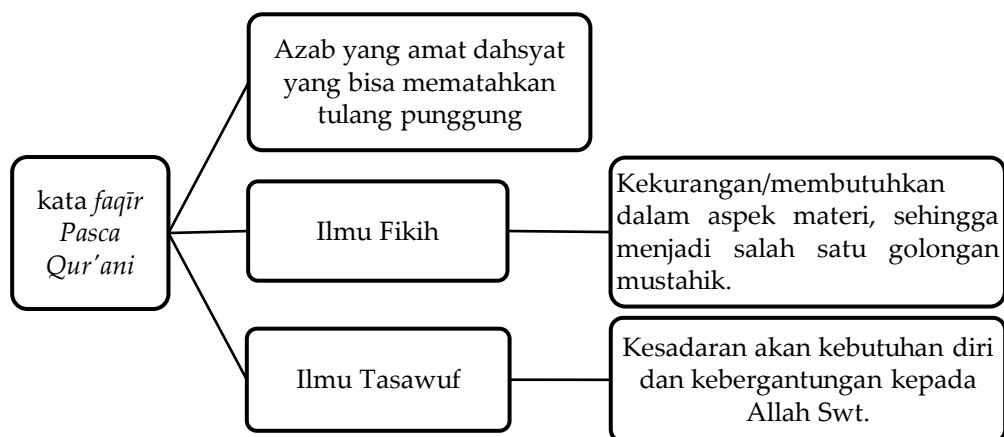 Azab yang amat dahsyat
yang bisa mematahkan
tulang punggung
kata faqīr
Pasca
Qur'ani
Ilmu Fikih
Kekurangan/membutuhkan
dalam aspek materi, sehingga
menjadi salah satu golongan
mustahik.
Ilmu Tasawuf
Kesadaran akan kebutuhan diri
dan kebergantungan kepada
Allah Swt.